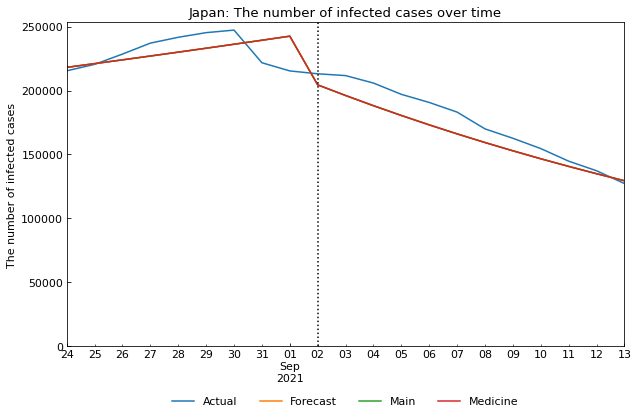 Japan: The number of infected cases over time
The number of infected cases
250000
200000
150000
100000
50000
0
24 25 26 27 28 29 30 31 01 02 03 04 05 06 07 08 09 10 11 12 13
Sep
2021
Actual Forecast Main Medicine